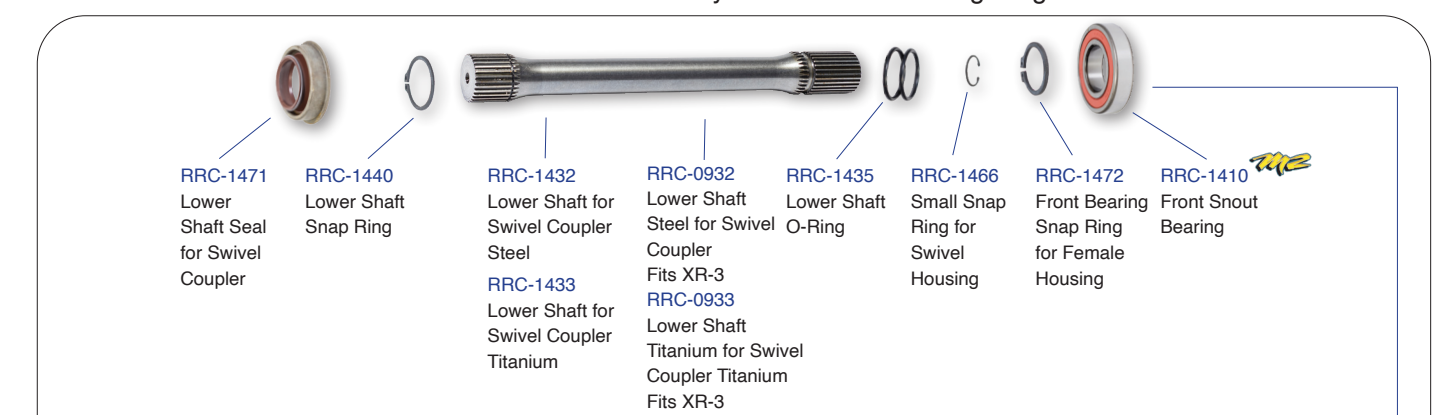 RRC-1471
Lower
Shaft Seal
for Swivel
Coupler
RRC-1440
Lower Shaft
Snap Ring
RRC-1432
Lower Shaft for
Swivel Coupler
Steel
RRC-1433
Lower Shaft for
Swivel Coupler
Titanium
RRC-0932
Lower Shaft
Steel for Swivel
Coupler
Fits XR-3
RRC-0933
Lower Shaft
Titanium for Swivel
Coupler Titanium
Fits XR-3
RRC-1435
Lower Shaft
O-Ring
RRC-1466
Small Snap
Ring for
Swivel
Housing
RRC-1472
Front Bearing
Snap Ring
for Female
Housing
RRC-1410
MR
Front Snout
Bearing